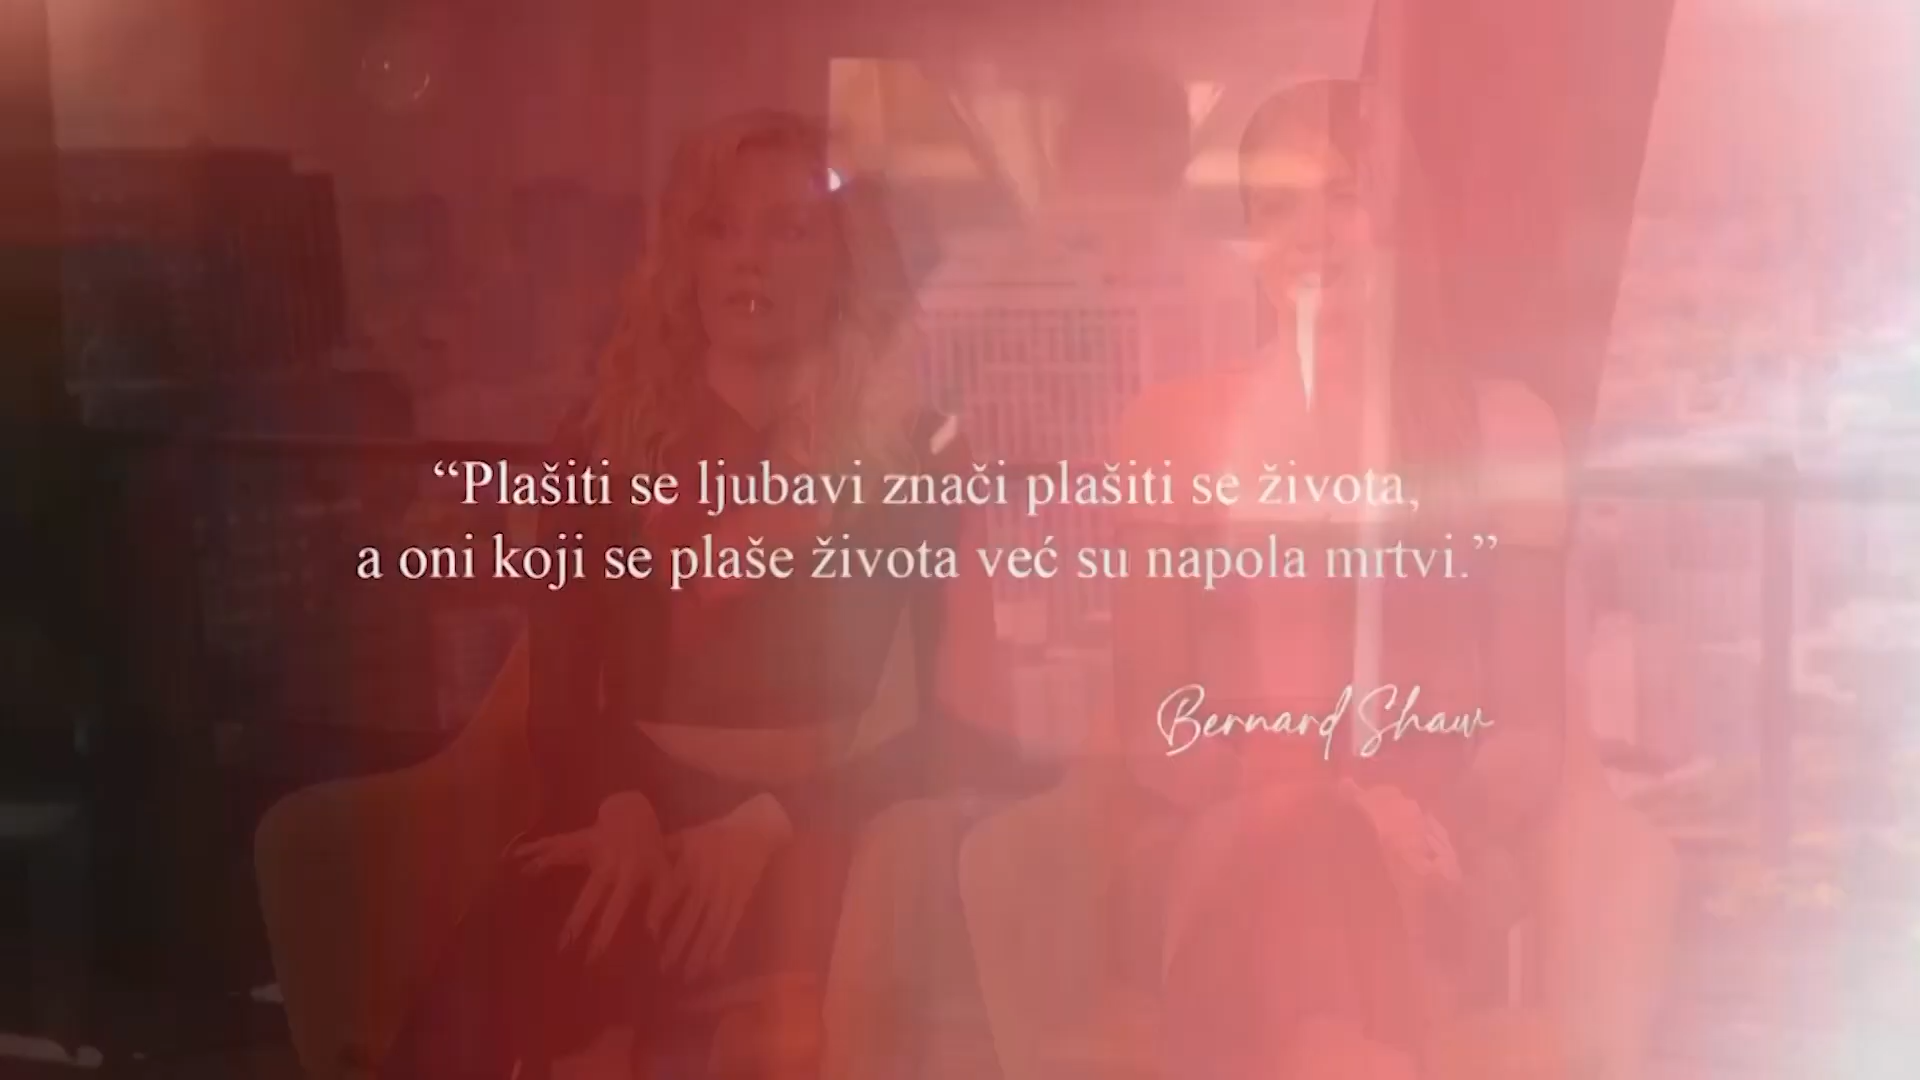 “Plašiti se ljubavi znači plašiti se života,
a oni koji se plaše života već su napola mrtvi.”
Bernard Shaw